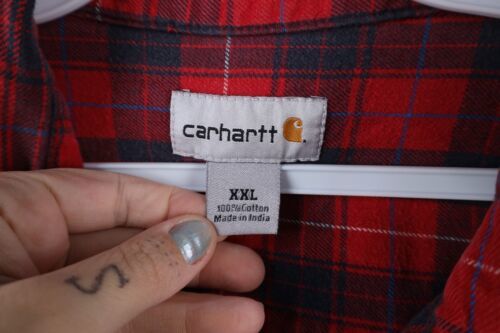 carhartt
XXL
100%Cotton
Made in India
S